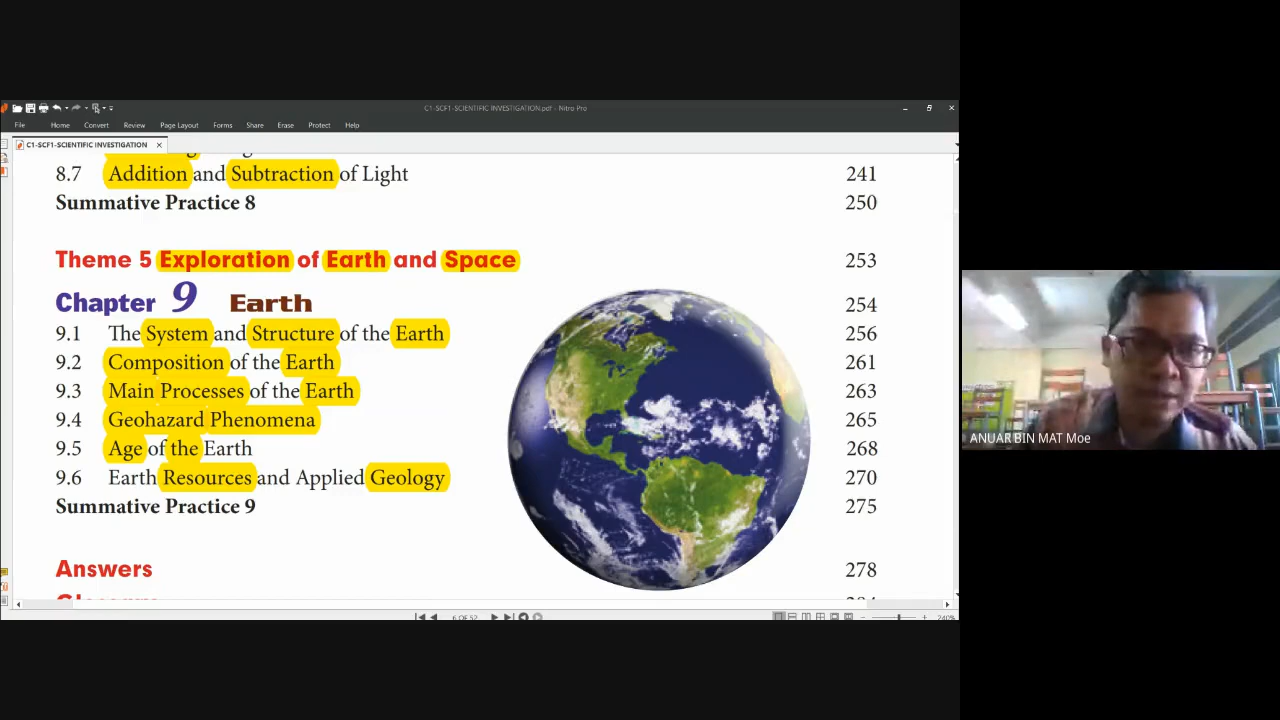 C1-SCF1-SCIENTIFIC INVESTIGATION.pdf - Nitro Pro
File Home Convert Review Page Layout Forms Share Erase Protect Help
C1-SCF1-SCIENTIFIC INVESTIGATION
8.7 Addition and Subtraction of Light 241
Summative Practice 8 250
Theme 5 Exploration of Earth and Space 253
Chapter 9 Earth 254
9.1 The System and Structure of the Earth 256
9.2 Composition of the Earth 261
9.3 Main Processes of the Earth 263
9.4 Geohazard Phenomena 265
9.5 Age of the Earth 268
9.6 Earth Resources and Applied Geology 270
Summative Practice 9 275
Answers 278
6 OF 52
240%
ANUAR BIN MAT Moe